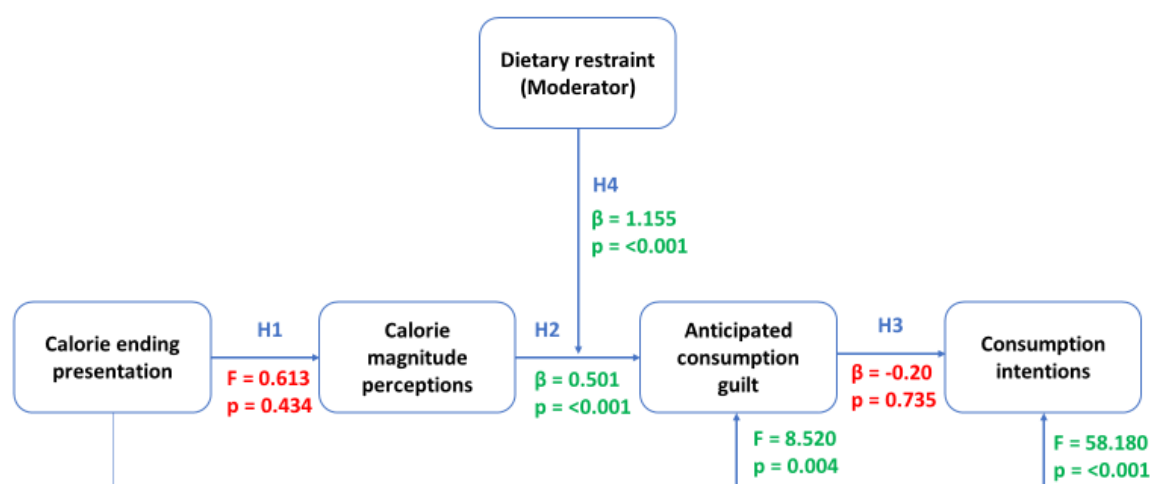 Dietary restraint
(Moderator)
H4
β = 1.155
p = <0.001
Calorie ending
presentation
H1
F = 0.613
p = 0.434
Calorie
magnitude
perceptions
H2
β = 0.501
p = <0.001
Anticipated
consumption
guilt
H3
β = -0.20
p = 0.735
Consumption
intentions
F = 8.520
p = 0.004
F = 58.180
p = <0.001